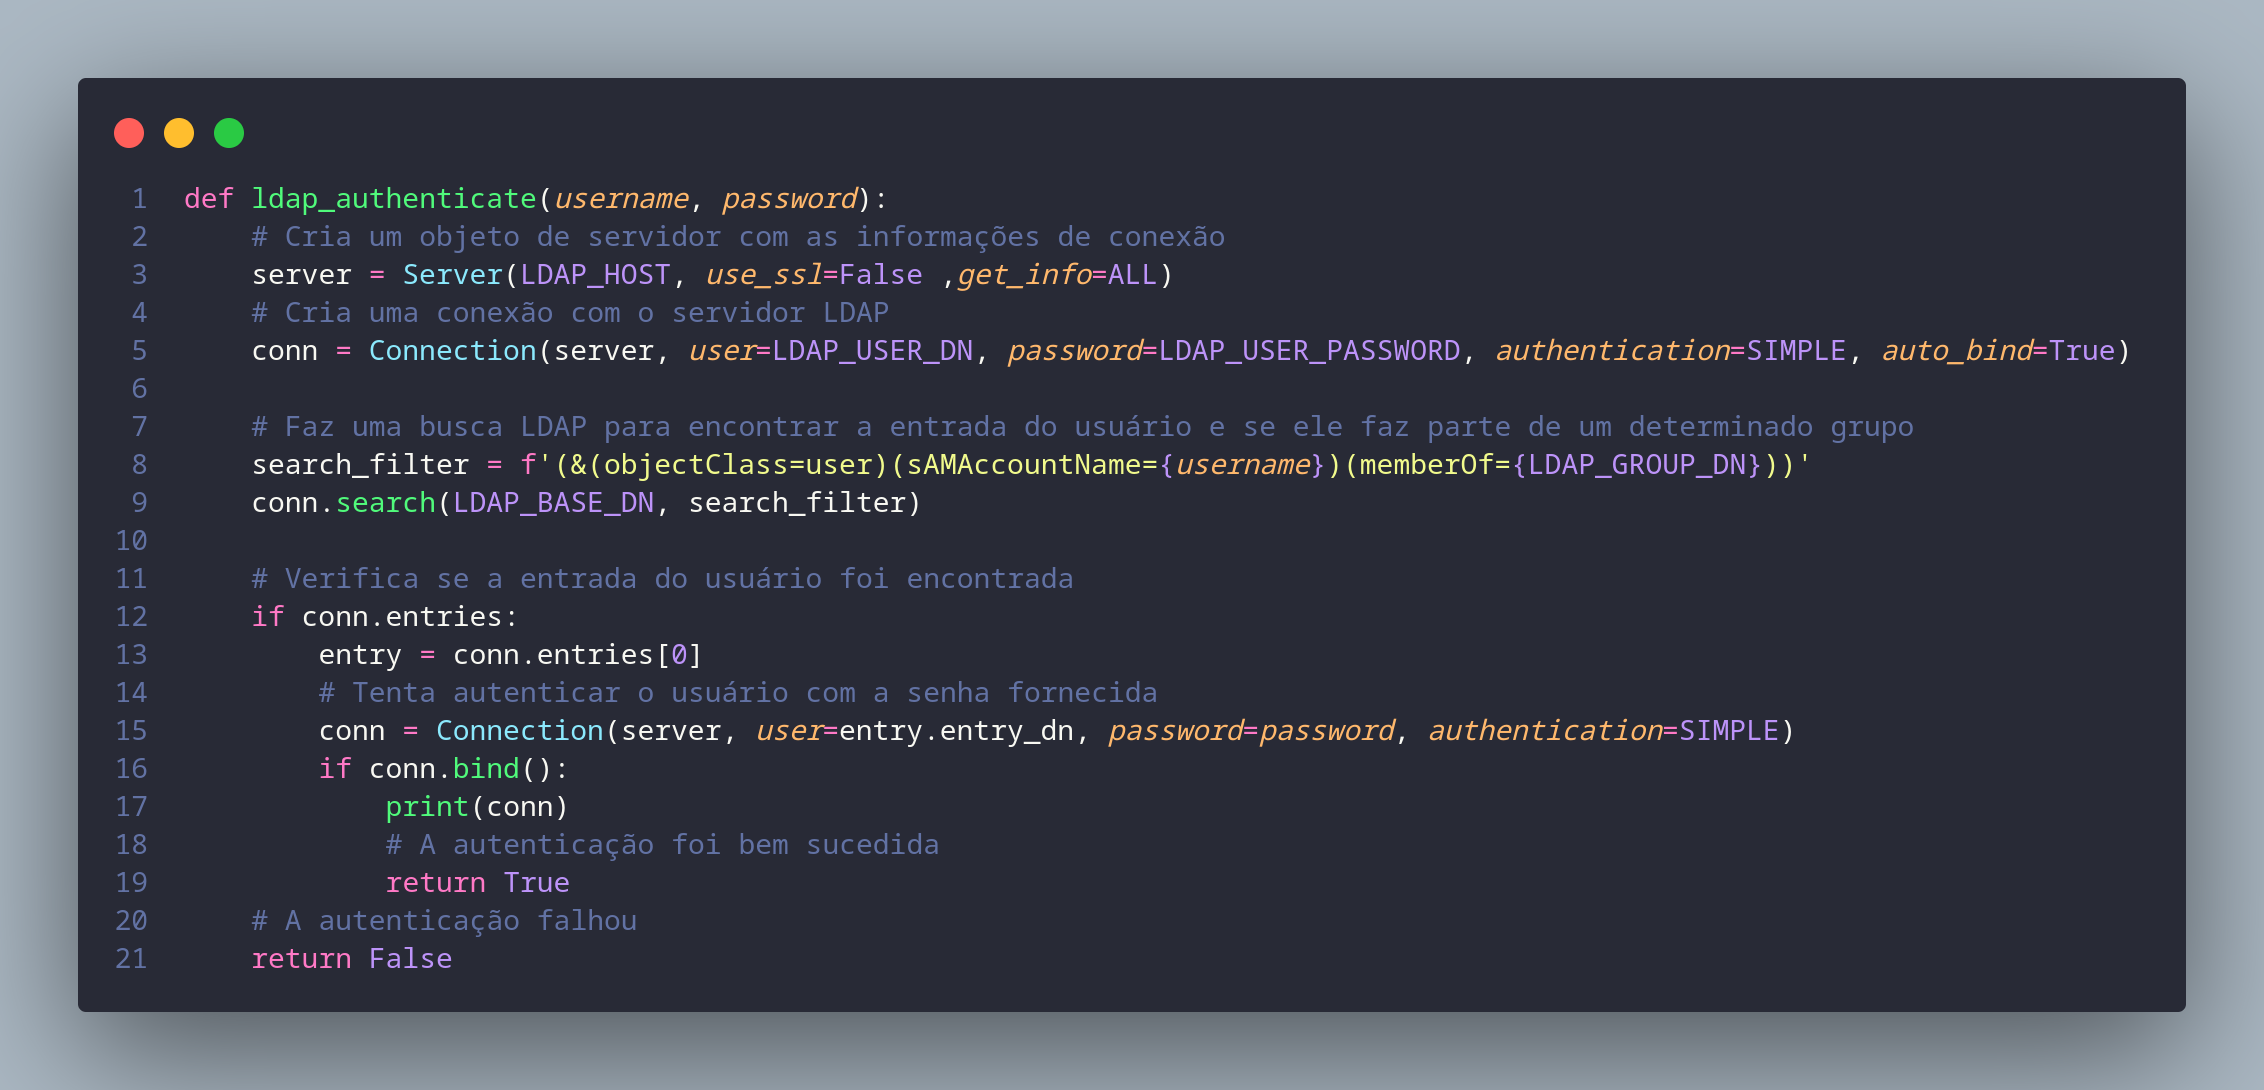 1 def ldap_authenticate(username, password):
2     # Cria um objeto de servidor com as informações de conexão
3     server = Server(LDAP_HOST, use_ssl=False ,get_info=ALL)
4     # Cria uma conexão com o servidor LDAP
5     conn = Connection(server, user=LDAP_USER_DN, password=LDAP_USER_PASSWORD, authentication=SIMPLE, auto_bind=True)
6
7     # Faz uma busca LDAP para encontrar a entrada do usuário e se ele faz parte de um determinado grupo
8     search_filter = f'(&(objectClass=user)(sAMAccountName={username})(memberOf={LDAP_GROUP_DN}))'
9     conn.search(LDAP_BASE_DN, search_filter)
10
11     # Verifica se a entrada do usuário foi encontrada
12     if conn.entries:
13         entry = conn.entries[0]
14         # Tenta autenticar o usuário com a senha fornecida
15         conn = Connection(server, user=entry.entry_dn, password=password, authentication=SIMPLE)
16         if conn.bind():
17             print(conn)
18             # A autenticação foi bem sucedida
19             return True
20     # A autenticação falhou
21     return False